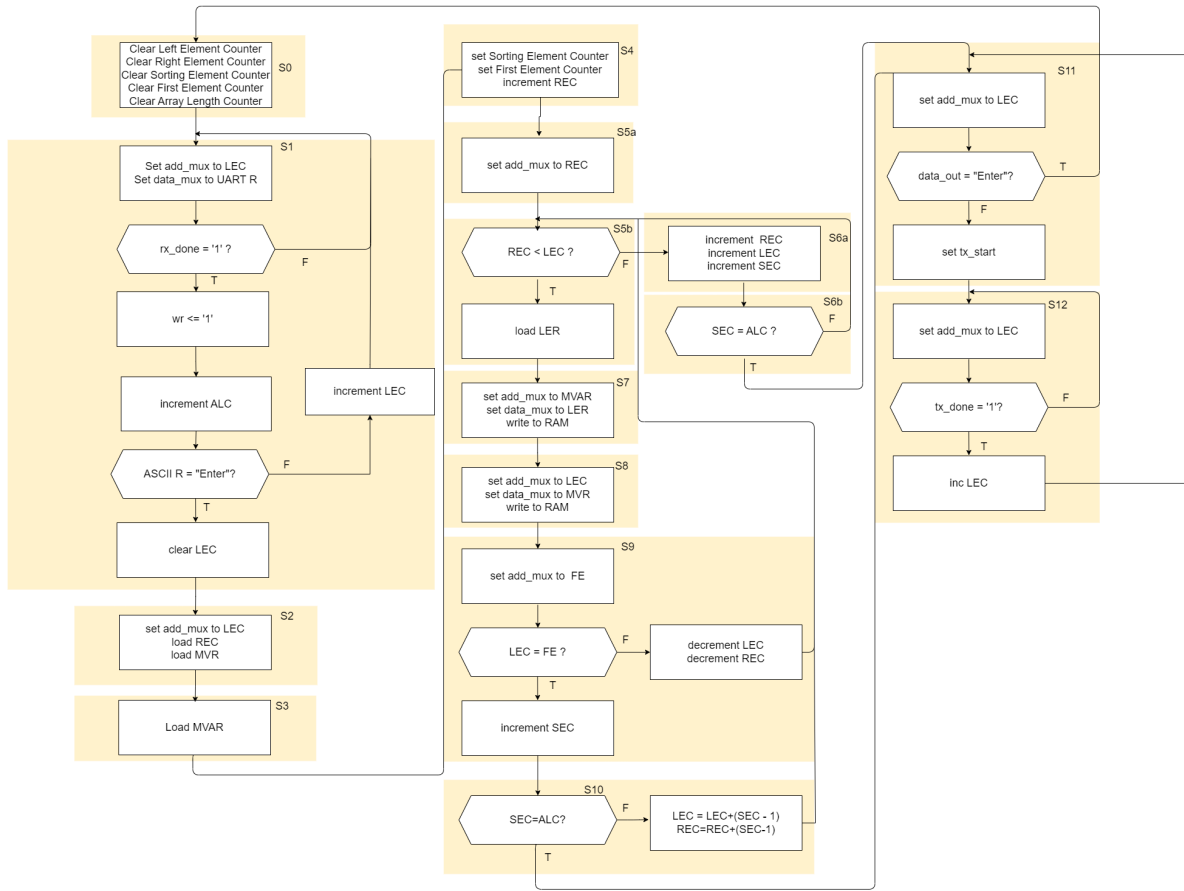 Clear Left Element Counter
Clear Right Element Counter
Clear Sorting Element Counter
Clear First Element Counter
Clear Array Length Counter
S0
S1
Set add_mux to LEC
Set data_mux to UART R
rx_done = '1' ?
F
T
wr <= '1'
increment ALC
increment LEC
ASCII R = "Enter"?
F
T
clear LEC
S2
set add_mux to LEC
load REC
load MVR
S3
Load MVAR
S4
set Sorting Element Counter
set First Element Counter
increment REC
S5a
set add_mux to REC
S5b
REC < LEC ?
F
T
load LER
S6a
increment REC
increment LEC
increment SEC
S6b
SEC = ALC ?
F
T
S7
set add_mux to MVAR
set data_mux to LER
write to RAM
S8
set add_mux to LEC
set data_mux to MVR
write to RAM
S9
set add_mux to FE
LEC = FE ?
F
T
decrement LEC
decrement REC
increment SEC
S10
SEC=ALC?
F
T
LEC = LEC+(SEC - 1)
REC=REC+(SEC-1)
S11
set add_mux to LEC
data_out = "Enter"?
T
F
set tx_start
S12
set add_mux to LEC
tx_done = '1'?
F
T
inc LEC